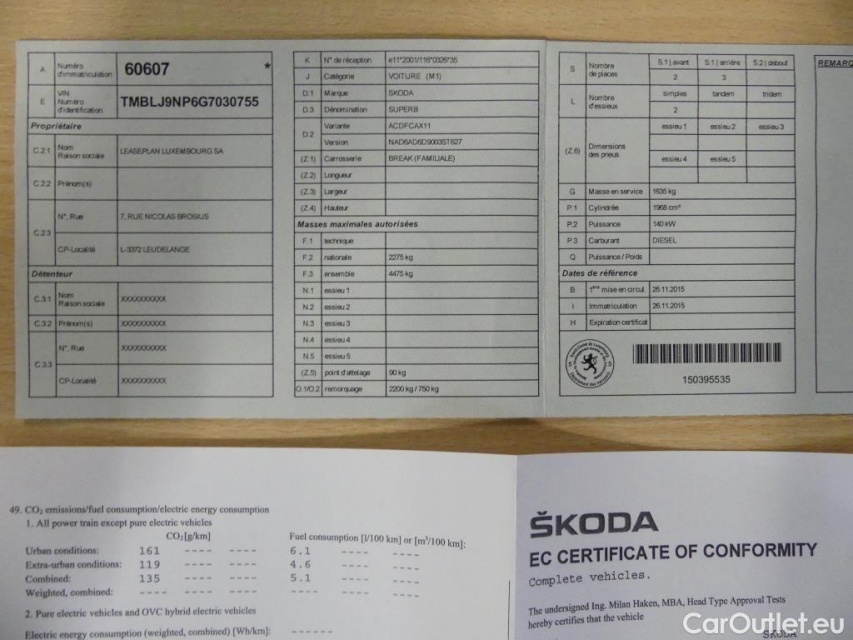 A Numéro d'immatriculation 60607 *
E VIN Numéro d'identification TMBLJ9NP6G7030755
Propriétaire
C.2.1 Nom Raison sociale LEASEPLAN LUXEMBOURG SA
C.2.2 Prénom(s)
C.2.3 N°, Rue 7, RUE NICOLAS BROSIUS
CP-Localité L-3372 LEUDELANGE
Détenteur
C.3.1 Nom Raison sociale XXXXXXXXXX
C.3.2 Prénom(s) XXXXXXXXXX
C.3.3 N°, Rue XXXXXXXXXX
CP-Localité XXXXXXXXXX
K N° de réception e11*2001/116*0326*35
J Catégorie VOITURE (M1)
D.1 Marque SKODA
D.3 Dénomination SUPERB
D.2 Variante ACDFCAX11
Version NAD6AD6D9003ST627
(Z.1) Carrosserie BREAK (FAMILIALE)
(Z.2) Longueur
(Z.3) Largeur
(Z.4) Hauteur
Masses maximales autorisées
F.1 technique
F.2 nationale 2275 kg
F.3 ensemble 4475 kg
N.1 essieu 1
N.2 essieu 2
N.3 essieu 3
N.4 essieu 4
N.5 essieu 5
(Z.5) point d'attelage 90 kg
O.1/O.2 remorquage 2200 kg / 750 kg
S Nombre de places S.1 | avant S.1 | arrière S.2 | debout
2 3
L Nombre d'essieux simples tandem tridem
2
(Z.6) Dimensions des pneus essieu 1 essieu 2 essieu 3
essieu 4 essieu 5
G Masse en service 1635 kg
P.1 Cylindrée 1968 cm³
P.2 Puissance 140 kW
P.3 Carburant DIESEL
Q Puissance / Poids
Dates de référence
B 1ère mise en circul 26.11.2015
I Immatriculation 26.11.2015
H Expiration certificat
150395535
REMARQ
49. CO₂ emissions/fuel consumption/electric energy consumption
1. All power train except pure electric vehicles
CO₂ [g/km] Fuel consumption [l/100 km] or [m³/100 km]:
Urban conditions: 161 ---- ---- 6.1 ---- ----
Extra-urban conditions: 119 ---- ---- 4.6 ---- ----
Combined: 135 ---- ---- 5.1 ---- ----
Weighted, combined: ---- ---- ---- ---- ----
2. Pure electric vehicles and OVC hybrid electric vehicles
Electric energy consumption (weighted, combined) [Wh/km]: -----
ŠKODA
EC CERTIFICATE OF CONFORMITY
Complete vehicles.
The undersigned Ing. Milan Haken, MBA, Head Type Approval Tests
hereby certifies that the vehicle
SKODA
CarOutlet.eu